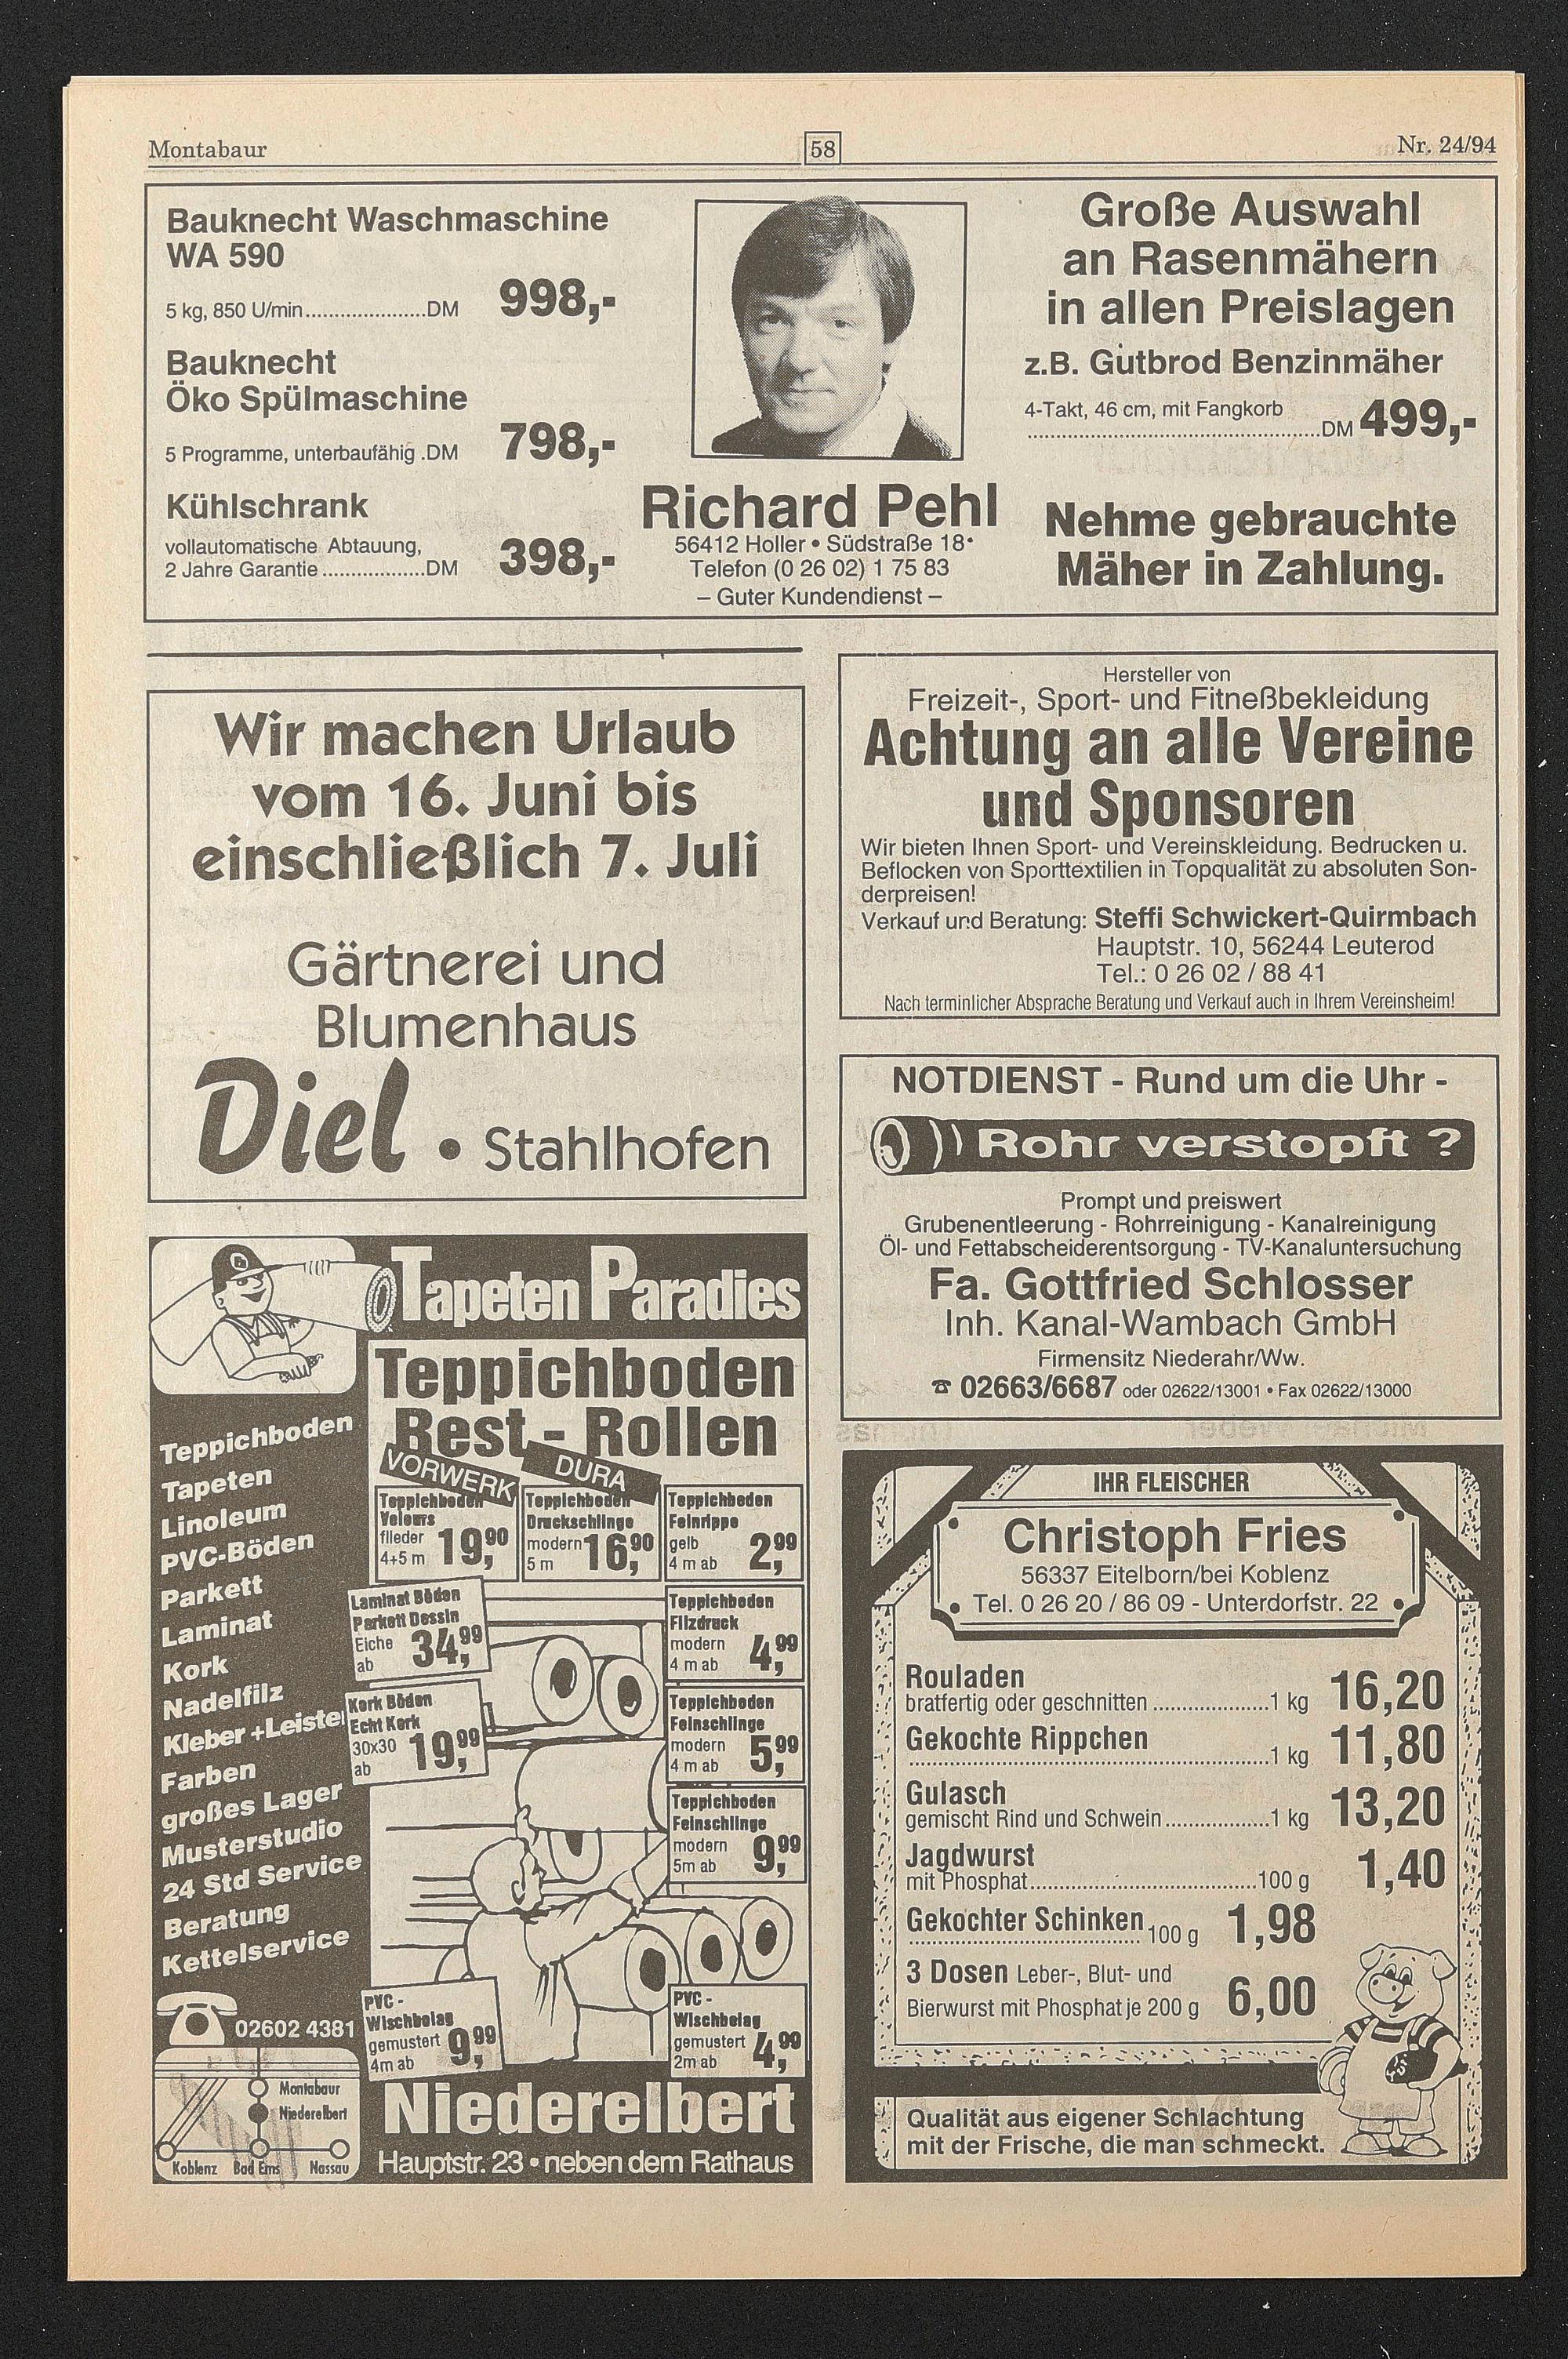 Montabaur
58
Nr. 24/94
Bauknecht Waschmaschine
WA 590
5 kg, 850 U/min.....................DM 998,-
Bauknecht
Öko Spülmaschine
5 Programme, unterbaufähig .DM 798,-
Kühlschrank
vollautomatische Abtauung,
2 Jahre Garantie..................DM 398,-
Richard Pehl
56412 Holler • Südstraße 18
Telefon (0 26 02) 1 75 83
– Guter Kundendienst –
Große Auswahl
an Rasenmähern
in allen Preislagen
z.B. Gutbrod Benzinmäher
4-Takt, 46 cm, mit Fangkorb
..................................................DM 499,-
Nehme gebrauchte
Mäher in Zahlung.
Wir machen Urlaub
vom 16. Juni bis
einschließlich 7. Juli
Gärtnerei und
Blumenhaus
Diel • Stahlhofen
Hersteller von
Freizeit-, Sport- und Fitneßbekleidung
Achtung an alle Vereine
und Sponsoren
Wir bieten Ihnen Sport- und Vereinskleidung. Bedrucken u.
Beflocken von Sporttextilien in Topqualität zu absoluten Son-
derpreisen!
Verkauf und Beratung: Steffi Schwickert-Quirmbach
Hauptstr. 10, 56244 Leuterod
Tel.: 0 26 02 / 88 41
Nach terminlicher Absprache Beratung und Verkauf auch in Ihrem Vereinsheim!
NOTDIENST - Rund um die Uhr -
Rohr verstopft ?
Prompt und preiswert
Grubenentleerung - Rohrreinigung - Kanalreinigung
Öl- und Fettabscheiderentsorgung - TV-Kanaluntersuchung
Fa. Gottfried Schlosser
Inh. Kanal-Wambach GmbH
Firmensitz Niederahr/Ww.
☎ 02663/6687 oder 02622/13001 • Fax 02622/13000
Tapeten Paradies
Teppichboden
Rest - Rollen
Teppichboden
Tapeten
Linoleum
PVC-Böden
Parkett
Laminat
Kork
Nadelfilz
Kleber +Leiste
Farben
großes Lager
Musterstudio
24 Std Service
Beratung
Kettelservice
02602 4381
VORWERK
Teppichboden
Velours
flieder
4+5 m 19,90
DURA
Teppichboden
Druckschlinge
modern
5 m 16,90
Teppichboden
Feinrippe
gelb
4 m ab 2,99
Laminat Böden
Parkett Dessin
Eiche
ab 34,99
Teppichboden
Filzdruck
modern
4 m ab 4,99
Kork Böden
Echt Kork
30x30
ab 19,99
Teppichboden
Feinschlinge
modern
4 m ab 5,99
Teppichboden
Feinschlinge
modern
5m ab 9,99
PVC -
Wischbelag
gemustert
4m ab 9,99
PVC -
Wischbelag
gemustert
2m ab 4,99
Montabaur
Niederelbert
Koblenz Bad Ems Nassau
Niederelbert
Hauptstr. 23 • neben dem Rathaus
IHR FLEISCHER
Christoph Fries
56337 Eitelborn/bei Koblenz
Tel. 0 26 20 / 86 09 - Unterdorfstr. 22
Rouladen
bratfertig oder geschnitten ....................1 kg 16,20
Gekochte Rippchen
..............................................................1 kg 11,80
Gulasch
gemischt Rind und Schwein..................1 kg 13,20
Jagdwurst
mit Phosphat.......................................100 g 1,40
Gekochter Schinken
........................................100 g 1,98
3 Dosen Leber-, Blut- und
Bierwurst mit Phosphat je 200 g 6,00
Qualität aus eigener Schlachtung
mit der Frische, die man schmeckt.